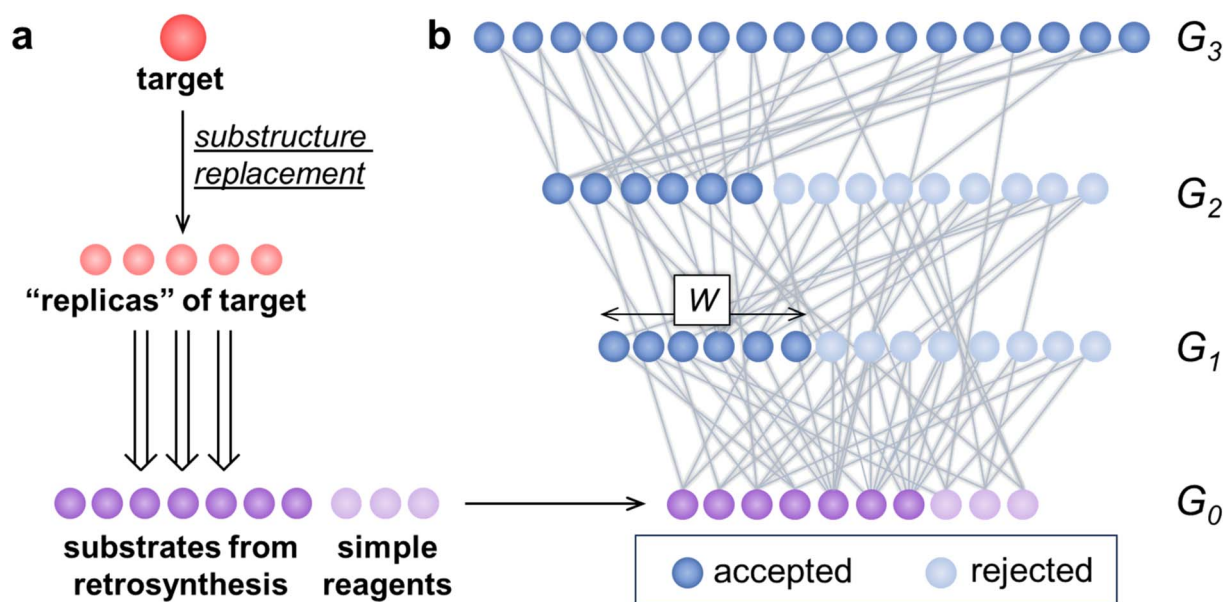 a
target
substructure
replacement
“replicas” of target
substrates from
retrosynthesis
simple
reagents
b
G3
G2
W
G1
G0
accepted
rejected